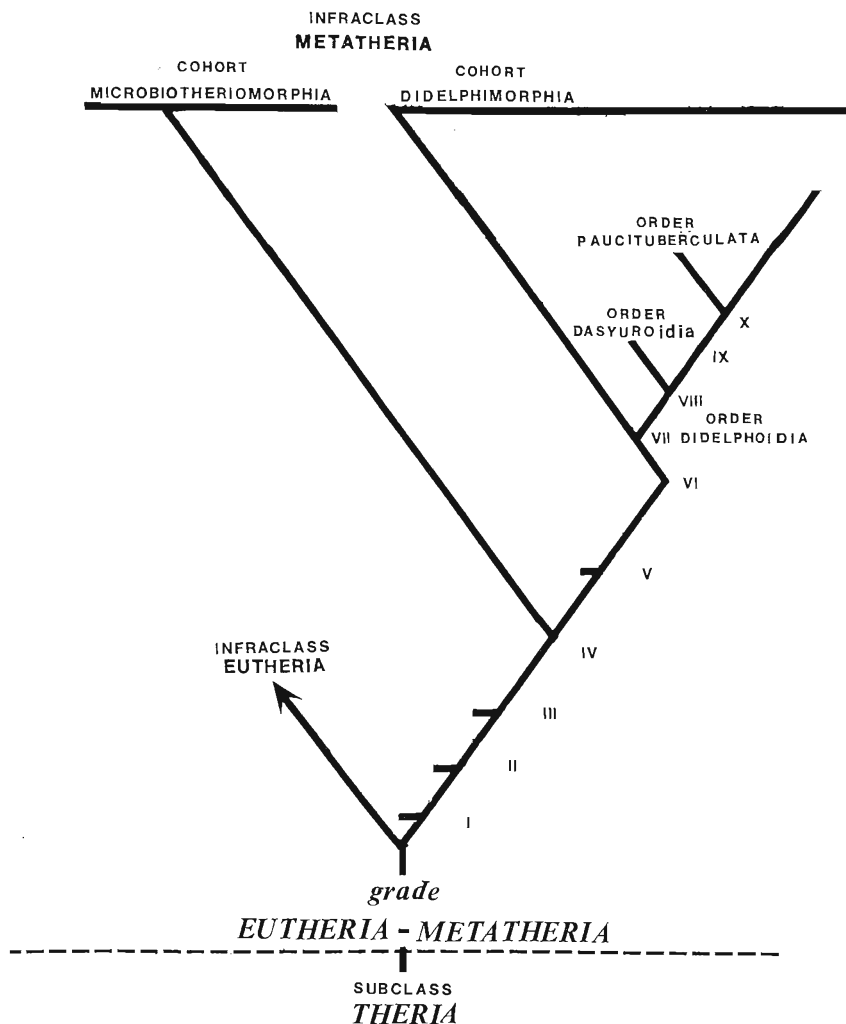 INFRACLASS
METATHERIA
COHORT
MICROBIOTHERIOMORPHIA
COHORT
DIDELPHIMORPHIA
ORDER
PAUCITUBERCULATA
X
ORDER
DASYUROidia
IX
VIII
ORDER
VII DIDELPHOIDIA
VI
V
INFRACLASS
EUTHERIA
IV
III
II
I
grade
EUTHERIA - METATHERIA
SUBCLASS
THERIA